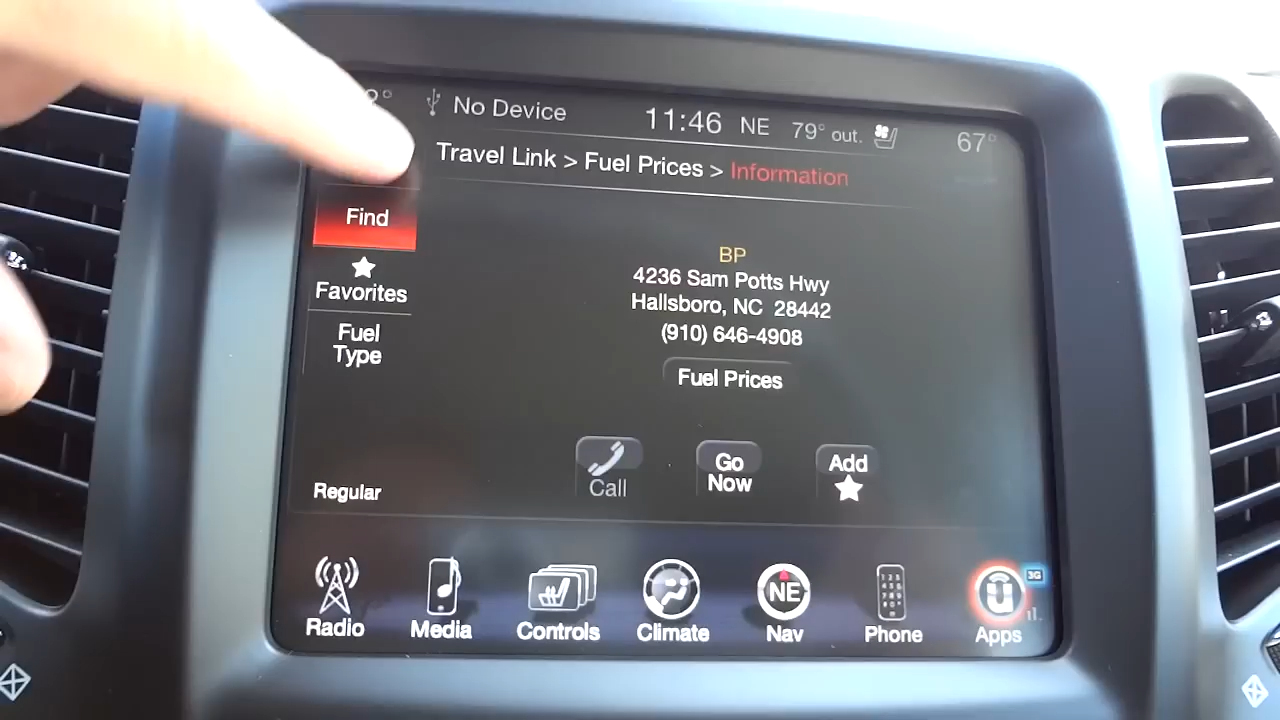 No Device
11:46 NE 79° out.
67°
Travel Link > Fuel Prices > Information
Find
Favorites
Fuel
Type
Regular
BP
4236 Sam Potts Hwy
Hallsboro, NC 28442
(910) 646-4908
Fuel Prices
Call
Go
Now
Add
Radio
Media
Controls
Climate
NE
Nav
Phone
3G
Apps